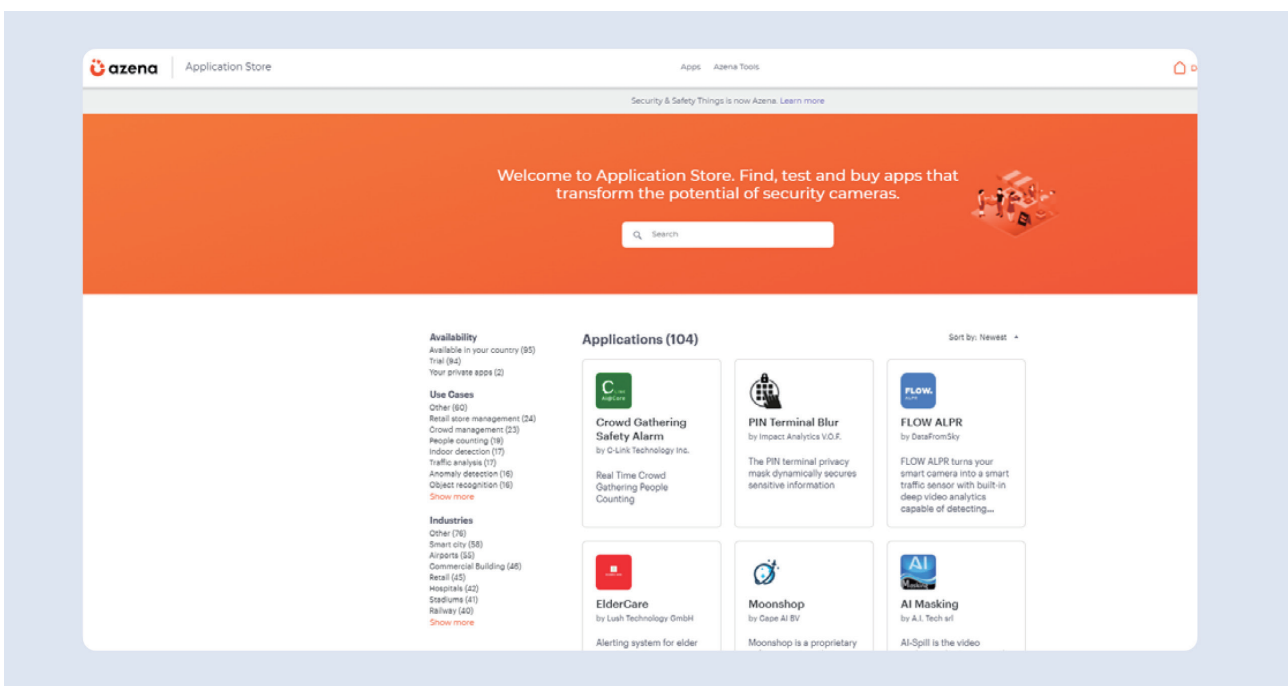 azena
Application Store
Apps
Azena Tools
Security & Safety Things is now Azena. Learn more
Welcome to Application Store. Find, test and buy apps that
transform the potential of security cameras.
Search
Availability
Available in your country (95)
Trial (94)
Your private apps (2)
Use Cases
Other (60)
Retail store management (24)
Crowd management (23)
People counting (19)
Indoor detection (17)
Traffic analysis (17)
Anomaly detection (16)
Object recognition (16)
Show more
Industries
Other (76)
Smart city (58)
Airports (55)
Commercial Building (46)
Retail (45)
Hospitals (42)
Stadiums (41)
Railway (40)
Show more
Applications (104)
Sort by: Newest
Crowd Gathering
Safety Alarm
by C-Link Technology Inc.
Real Time Crowd
Gathering People
Counting
PIN Terminal Blur
by Impact Analytics V.O.F.
The PIN terminal privacy
mask dynamically secures
sensitive information
FLOW.
ALPR
FLOW ALPR
by DataFromSky
FLOW ALPR turns your
smart camera into a smart
traffic sensor with built-in
deep video analytics
capable of detecting...
ElderCare
by Lush Technology GmbH
Alerting system for elder
Moonshop
by Cape AI BV
Moonshop is a proprietary
AI
Masking
AI Masking
by A.I. Tech srl
AI-Spill is the video